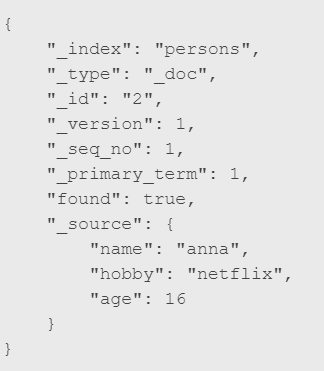 {
    "_index": "persons",
    "_type": "_doc",
    "_id": "2",
    "_version": 1,
    "_seq_no": 1,
    "_primary_term": 1,
    "found": true,
    "_source": {
        "name": "anna",
        "hobby": "netflix",
        "age": 16
    }
}